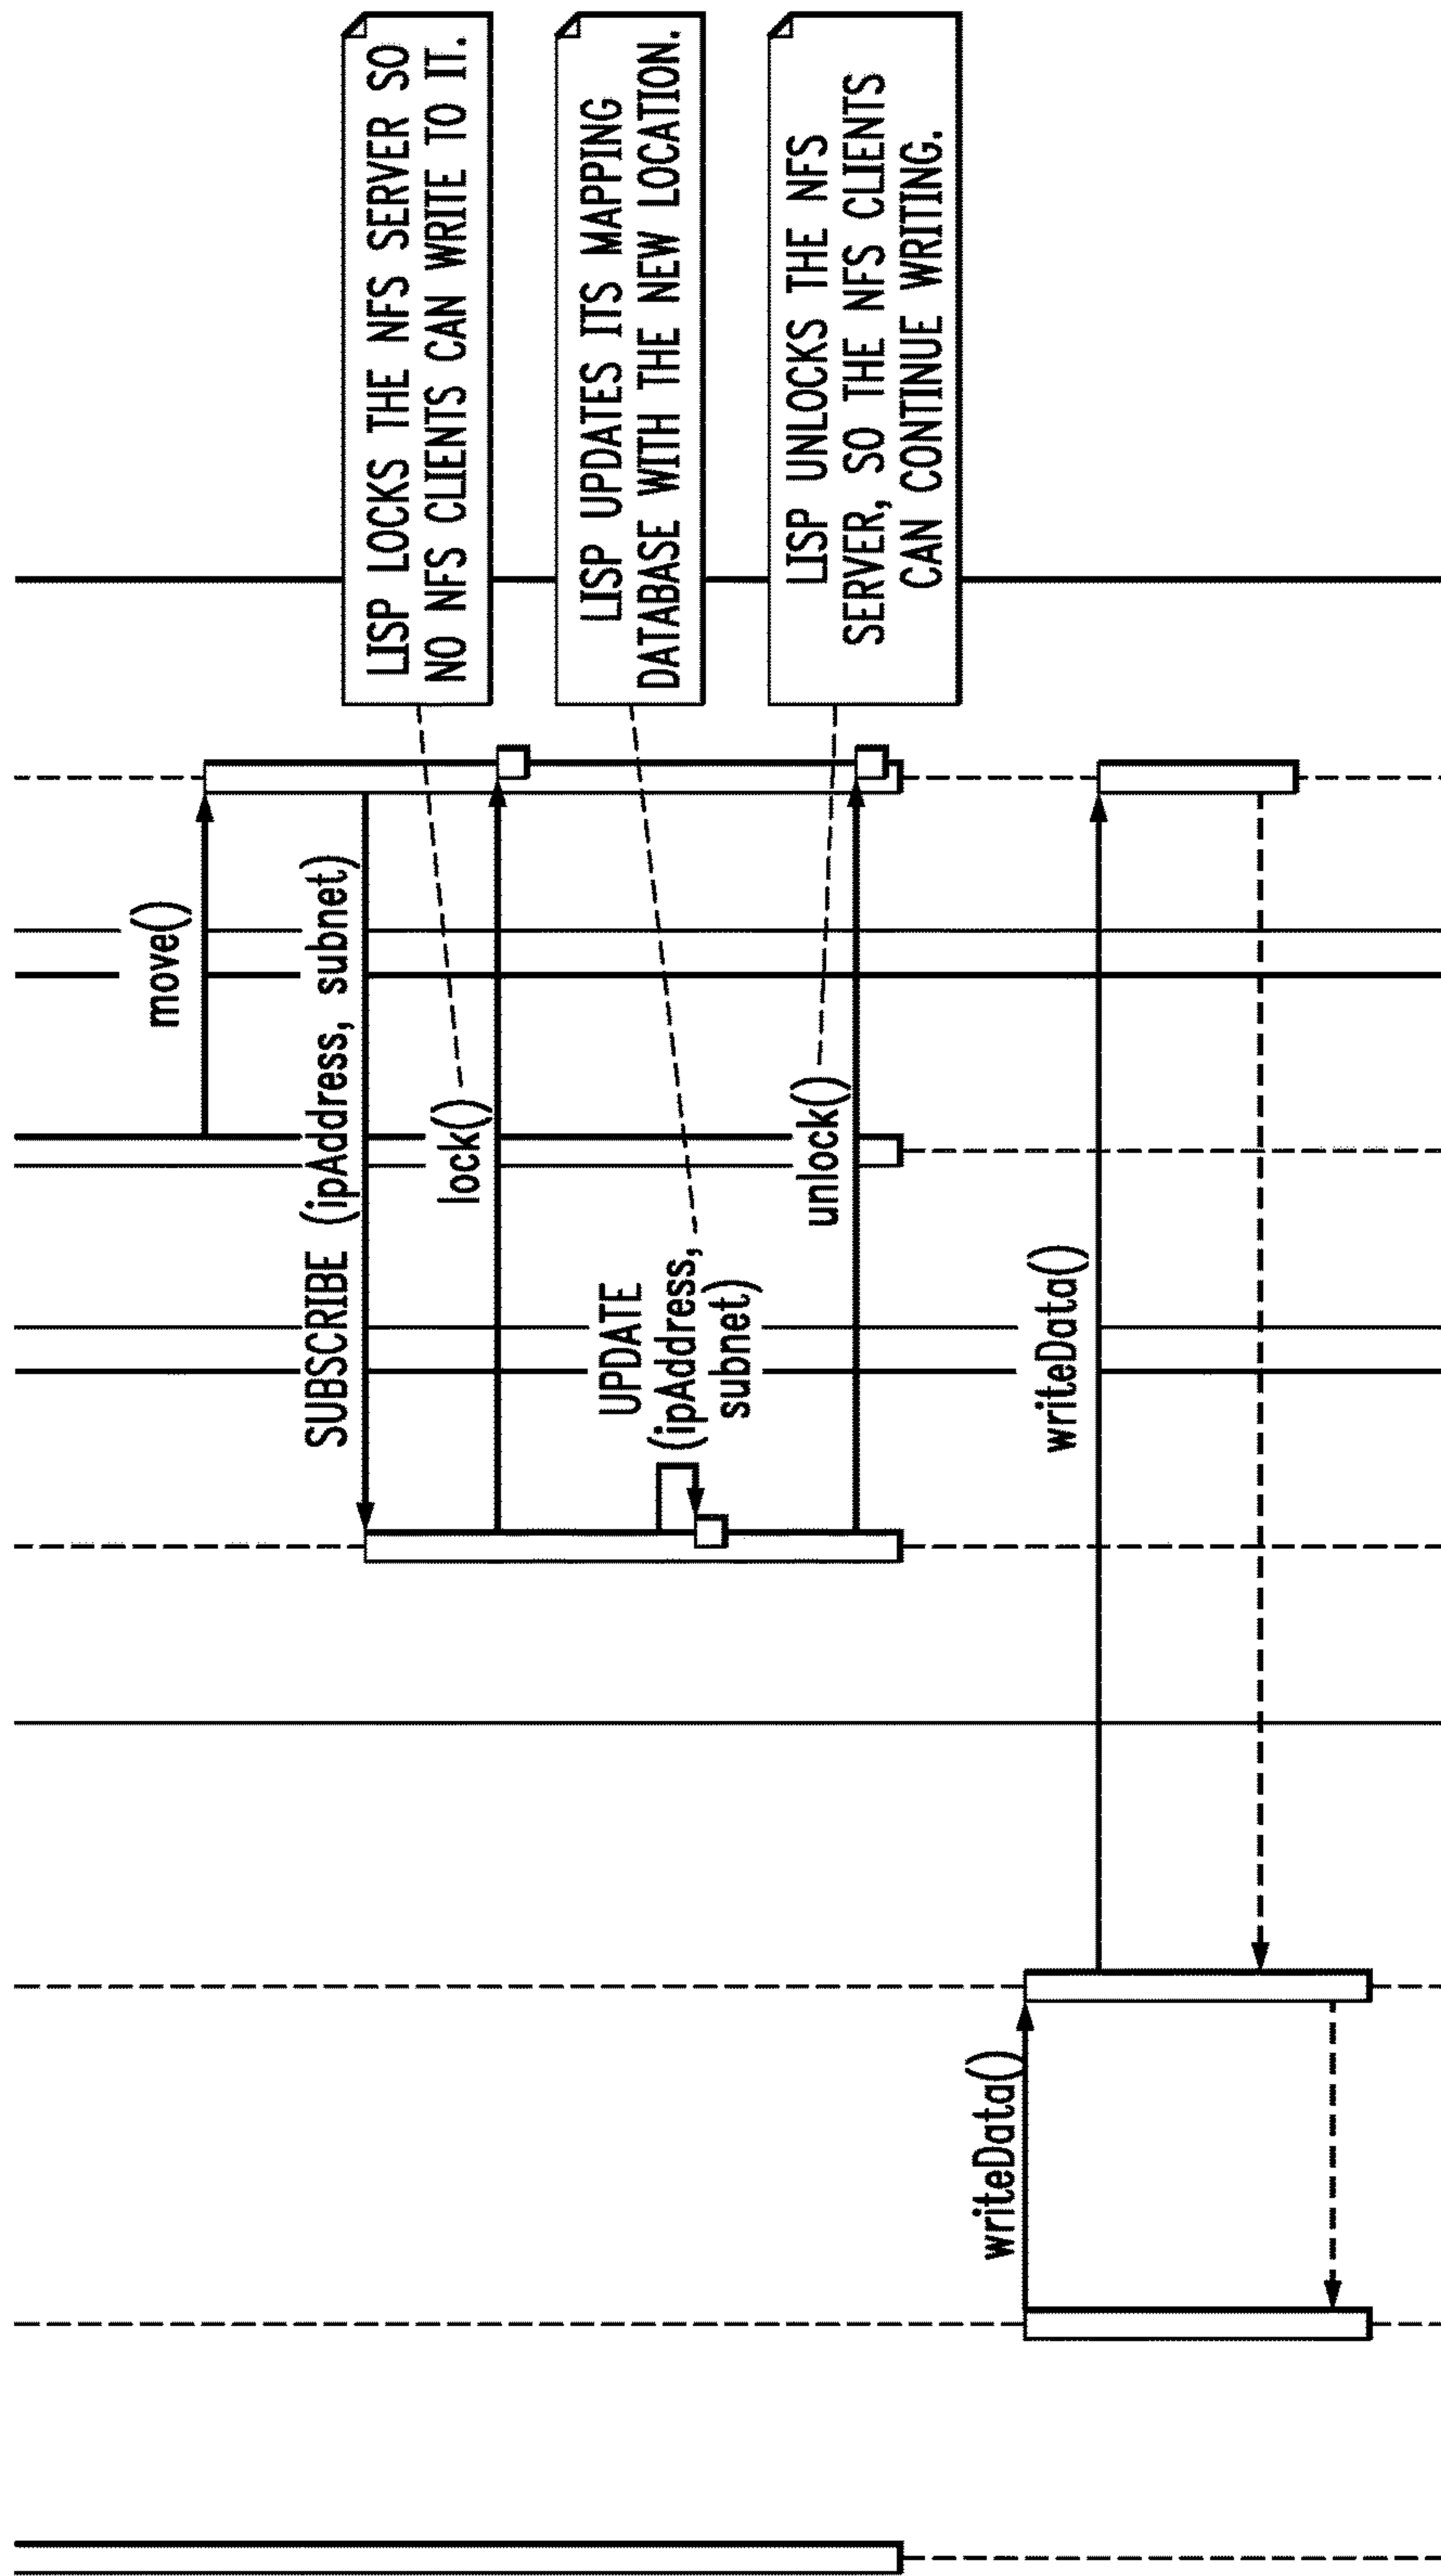 move()
SUBSCRIBE (ipAddress, subnet)
LISP LOCKS THE NFS SERVER SO
NO NFS CLIENTS CAN WRITE TO IT.
lock()
LISP UPDATES ITS MAPPING
DATABASE WITH THE NEW LOCATION.
UPDATE
(ipAddress,
subnet)
LISP UNLOCKS THE NFS
SERVER, SO THE NFS CLIENTS
CAN CONTINUE WRITING.
unlock()
writeData()
writeData()